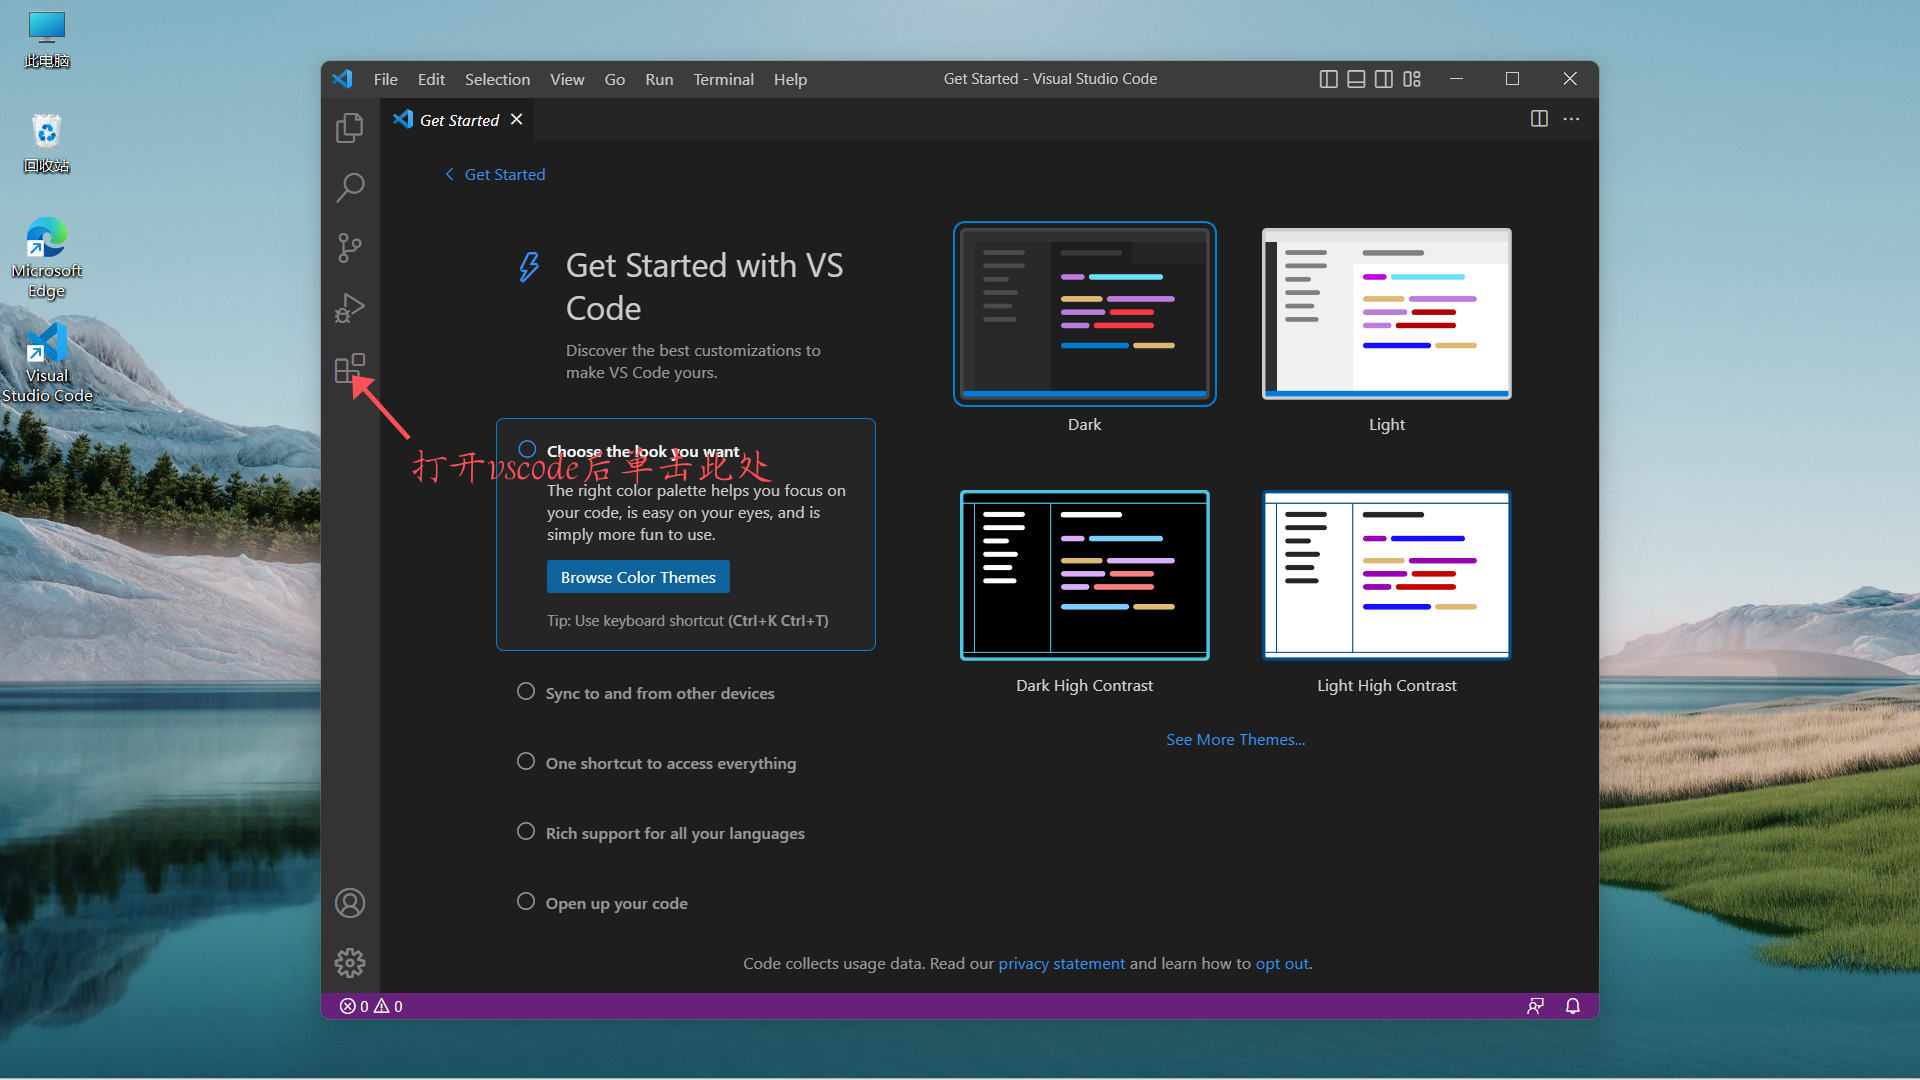 此电脑
回收站
Microsoft
Edge
Visual
Studio Code
File Edit Selection View Go Run Terminal Help
Get Started - Visual Studio Code
Get Started
Get Started
Get Started with VS
Code
Discover the best customizations to
make VS Code yours.
Choose the look you want
打开vscode后单击此处
The right color palette helps you focus on
your code, is easy on your eyes, and is
simply more fun to use.
Browse Color Themes
Tip: Use keyboard shortcut (Ctrl+K Ctrl+T)
Sync to and from other devices
One shortcut to access everything
Rich support for all your languages
Open up your code
Dark
Light
Dark High Contrast
Light High Contrast
See More Themes...
Code collects usage data. Read our privacy statement and learn how to opt out.
0 0